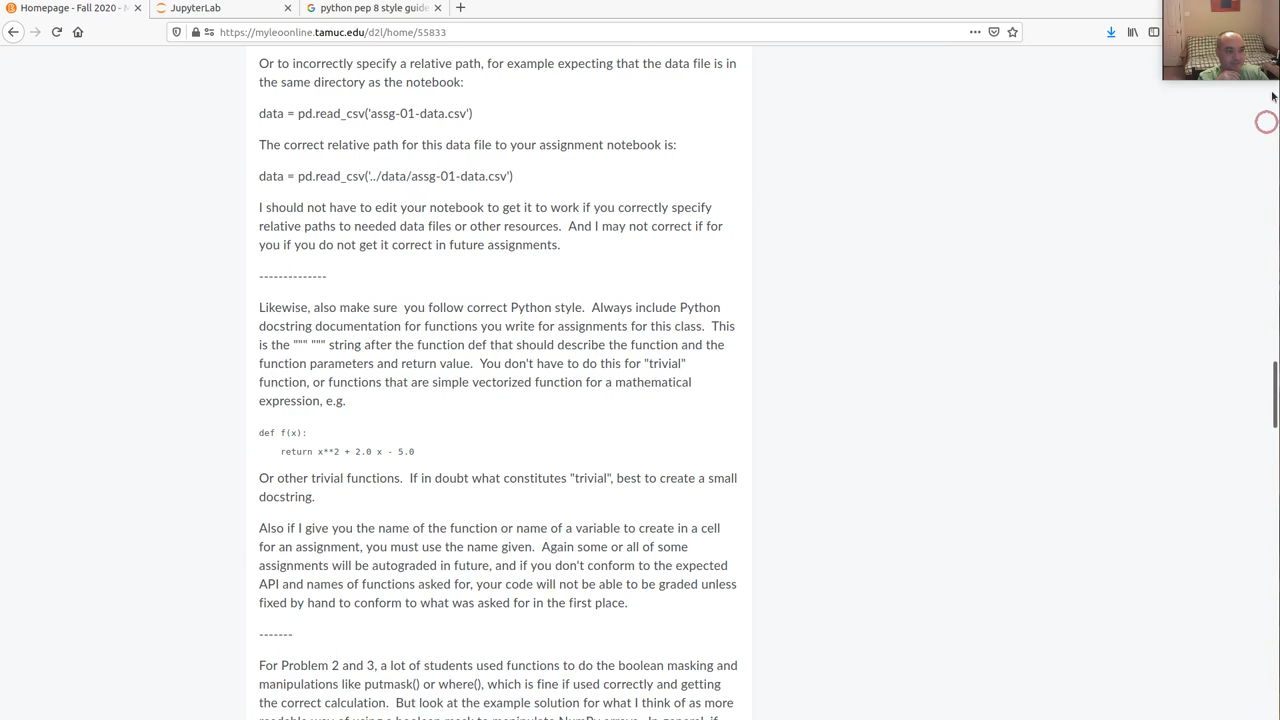 Homepage - Fall 2020 -
JupyterLab
python pep 8 style guide
https://myleoonline.tamuc.edu/d2l/home/55833
Or to incorrectly specify a relative path, for example expecting that the data file is in
the same directory as the notebook:
data = pd.read_csv('assg-01-data.csv')
The correct relative path for this data file to your assignment notebook is:
data = pd.read_csv('../data/assg-01-data.csv')
I should not have to edit your notebook to get it to work if you correctly specify
relative paths to needed data files or other resources.  And I may not correct if for
you if you do not get it correct in future assignments.
--------------
Likewise, also make sure  you follow correct Python style.  Always include Python
docstring documentation for functions you write for assignments for this class.  This
is the """ """ string after the function def that should describe the function and the
function parameters and return value.  You don't have to do this for "trivial"
function, or functions that are simple vectorized function for a mathematical
expression, e.g.
def f(x):
    return x**2 + 2.0 x - 5.0
Or other trivial functions.  If in doubt what constitutes "trivial", best to create a small
docstring.
Also if I give you the name of the function or name of a variable to create in a cell
for an assignment, you must use the name given.  Again some or all of some
assignments will be autograded in future, and if you don't conform to the expected
API and names of functions asked for, your code will not be able to be graded unless
fixed by hand to conform to what was asked for in the first place.
-------
For Problem 2 and 3, a lot of students used functions to do the boolean masking and
manipulations like putmask() or where(), which is fine if used correctly and getting
the correct calculation.  But look at the example solution for what I think of as more
readable way of using a boolean mask to manipulate NumPy arrays.  In general, if